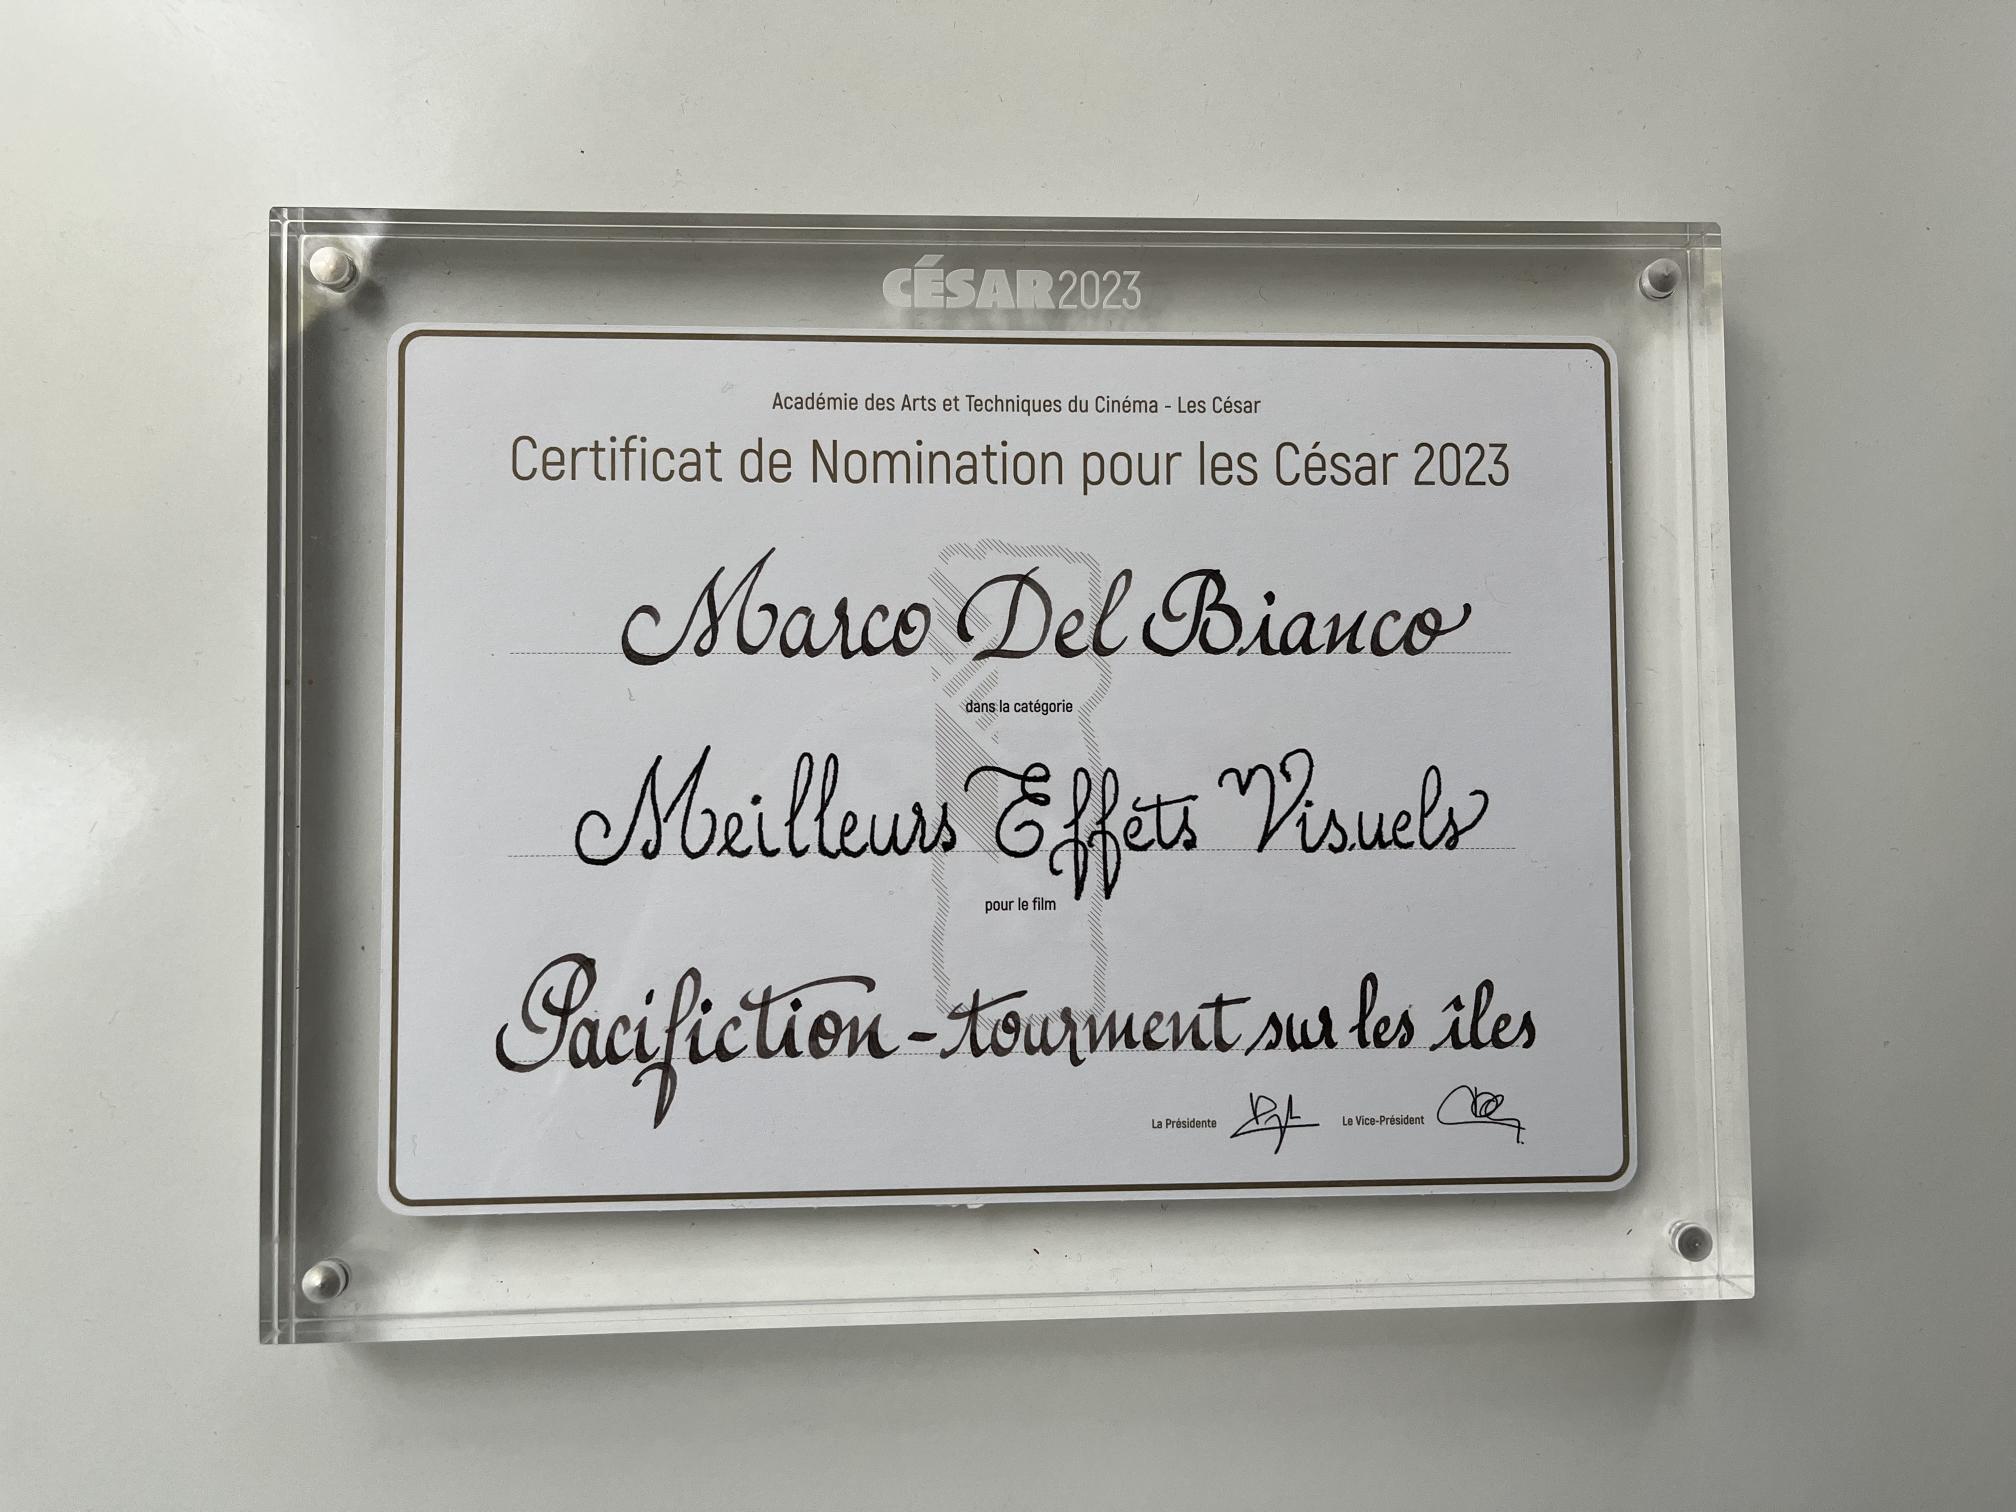 CÉSAR2023
Académie des Arts et Techniques du Cinéma - Les César
Certificat de Nomination pour les César 2023
Marco Del Bianco
dans la catégorie
Meilleurs Effets Visuels
pour le film
Pacifiction - tourment sur les îles
La Présidente Le Vice-Président